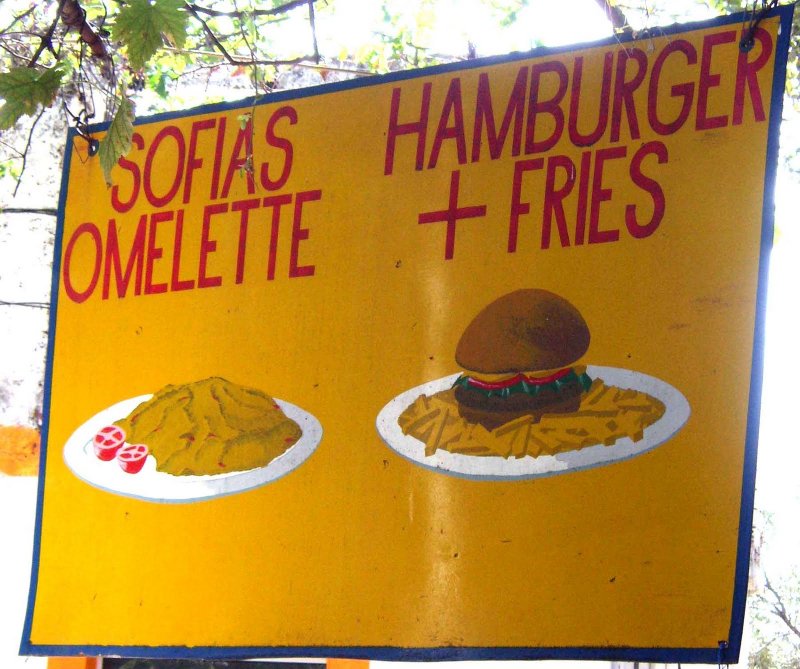 SOFIAS
OMELETTE
HAMBURGER
+ FRIES